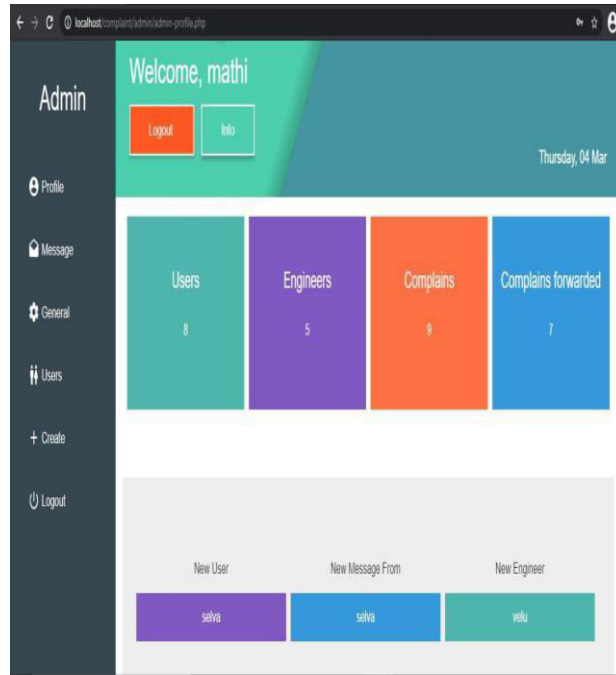 localhost/complaint/admin/admin-profile.php
Admin
Profile
Message
General
Users
Create
Logout
Welcome, mathi
Logout
Info
Thursday, 04 Mar
Users
8
Engineers
5
Complains
9
Complains forwarded
7
New User
selva
New Message From
selva
New Engineer
velu